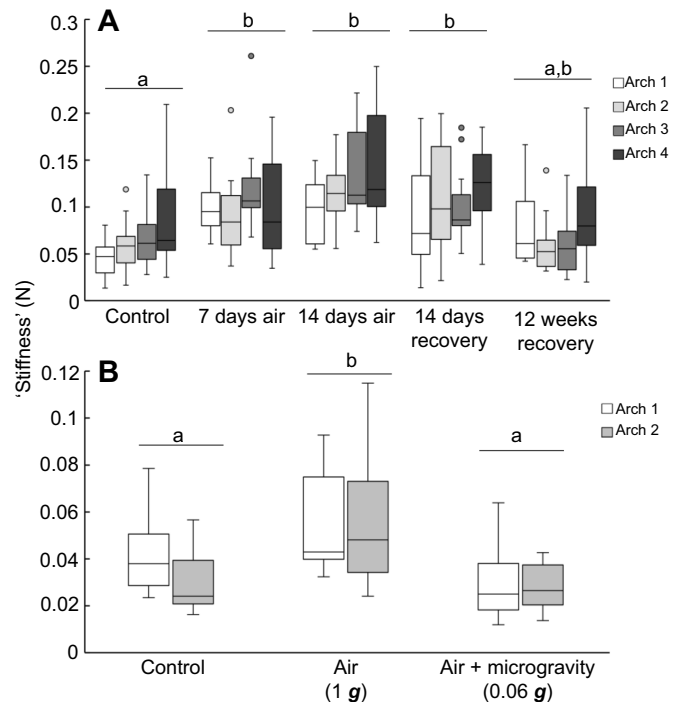 A
0.3
0.25
0.2
0.15
0.1
0.05
0
a
b
b
b
a,b
Arch 1
Arch 2
Arch 3
Arch 4
Control
7 days air
14 days air
14 days
recovery
12 weeks
recovery
‘Stiffness’ (N)
B
0.12
0.1
0.08
0.06
0.04
0.02
0
a
b
a
Arch 1
Arch 2
Control
Air
(1 g)
Air + microgravity
(0.06 g)